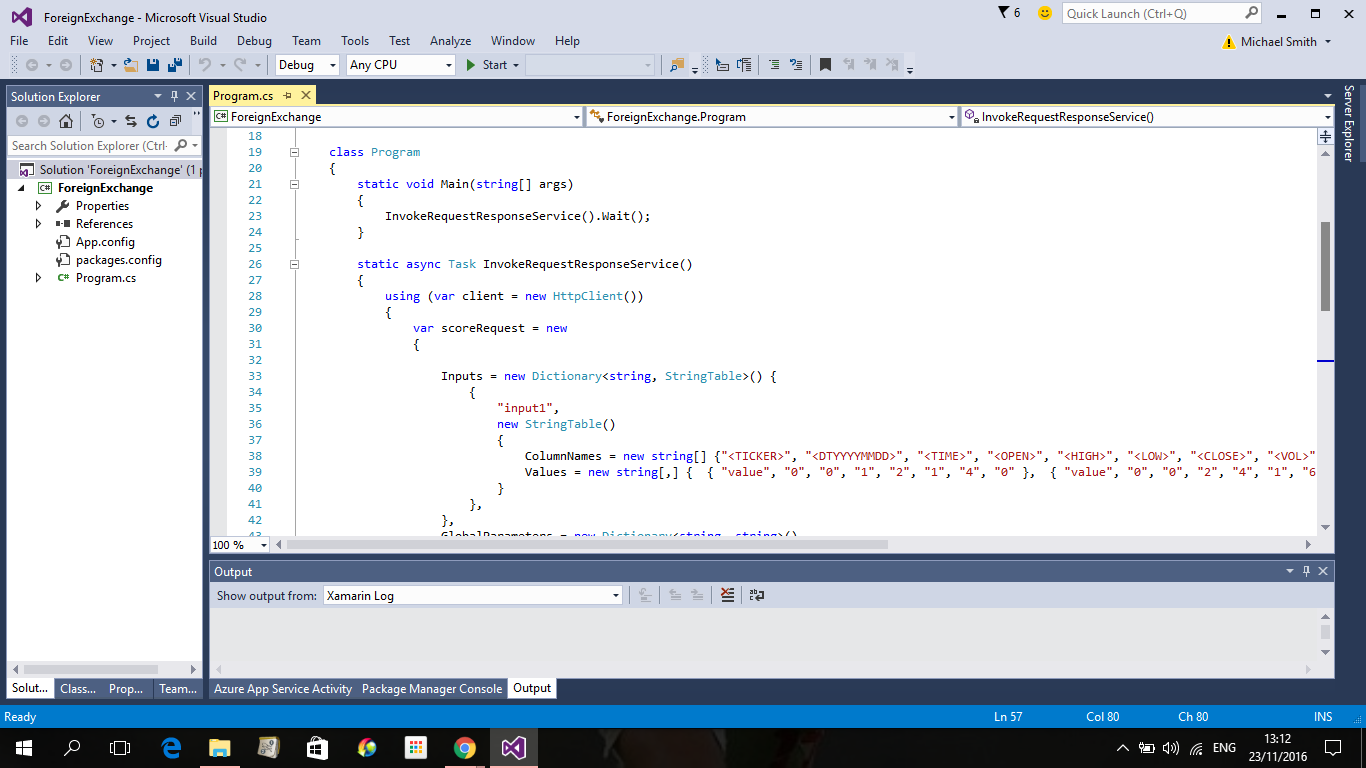 ForeignExchange - Microsoft Visual Studio
6
Quick Launch (Ctrl+Q)
File Edit View Project Build Debug Team Tools Test Analyze Window Help
Michael Smith
Debug Any CPU Start
Solution Explorer
Search Solution Explorer (Ctrl-
Solution 'ForeignExchange' (1 p
ForeignExchange
Properties
References
App.config
packages.config
Program.cs
Program.cs
ForeignExchange ForeignExchange.Program InvokeRequestResponseService()
18
19 class Program
20 {
21 static void Main(string[] args)
22 {
23 InvokeRequestResponseService().Wait();
24 }
25
26 static async Task InvokeRequestResponseService()
27 {
28 using (var client = new HttpClient())
29 {
30 var scoreRequest = new
31 {
32
33 Inputs = new Dictionary<string, StringTable>() {
34 {
35 "input1",
36 new StringTable()
37 {
38 ColumnNames = new string[] {"<TICKER>", "<DTYYYYMMDD>", "<TIME>", "<OPEN>", "<HIGH>", "<LOW>", "<CLOSE>", "<VOL>"
39 Values = new string[,] { { "value", "0", "0", "1", "2", "1", "4", "0" }, { "value", "0", "0", "2", "4", "1", "6
40 }
41 },
42 },
43 GlobalParameters = new Dictionary<string, string>()
100 %
Server Explorer
Output
Show output from: Xamarin Log
Solut... Class... Prop... Team...
Azure App Service Activity Package Manager Console Output
Ready Ln 57 Col 80 Ch 80 INS
ENG
13:12
23/11/2016